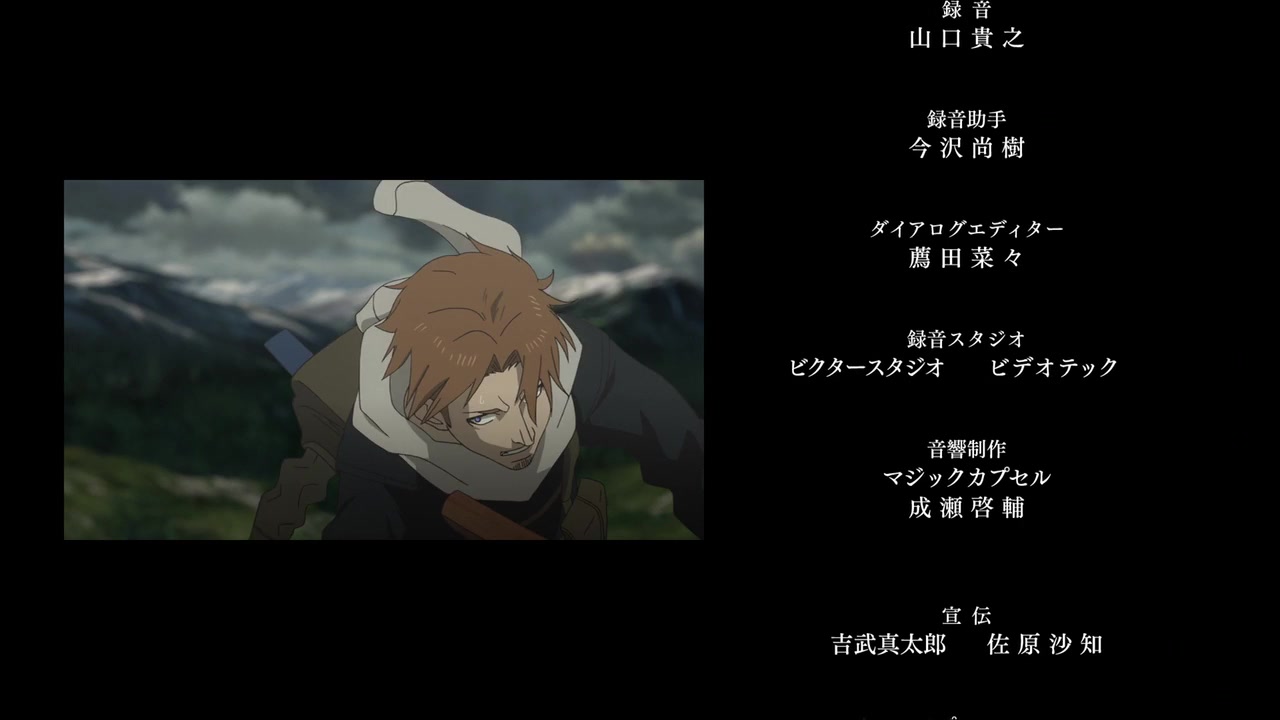 録音
山口貴之
録音助手
今沢尚樹
ダイアログエディター
薦田菜々
録音スタジオ
ビクタースタジオ ビデオテック
音響制作
マジックカプセル
成瀬啓輔
宣伝
吉武真太郎 佐原沙知